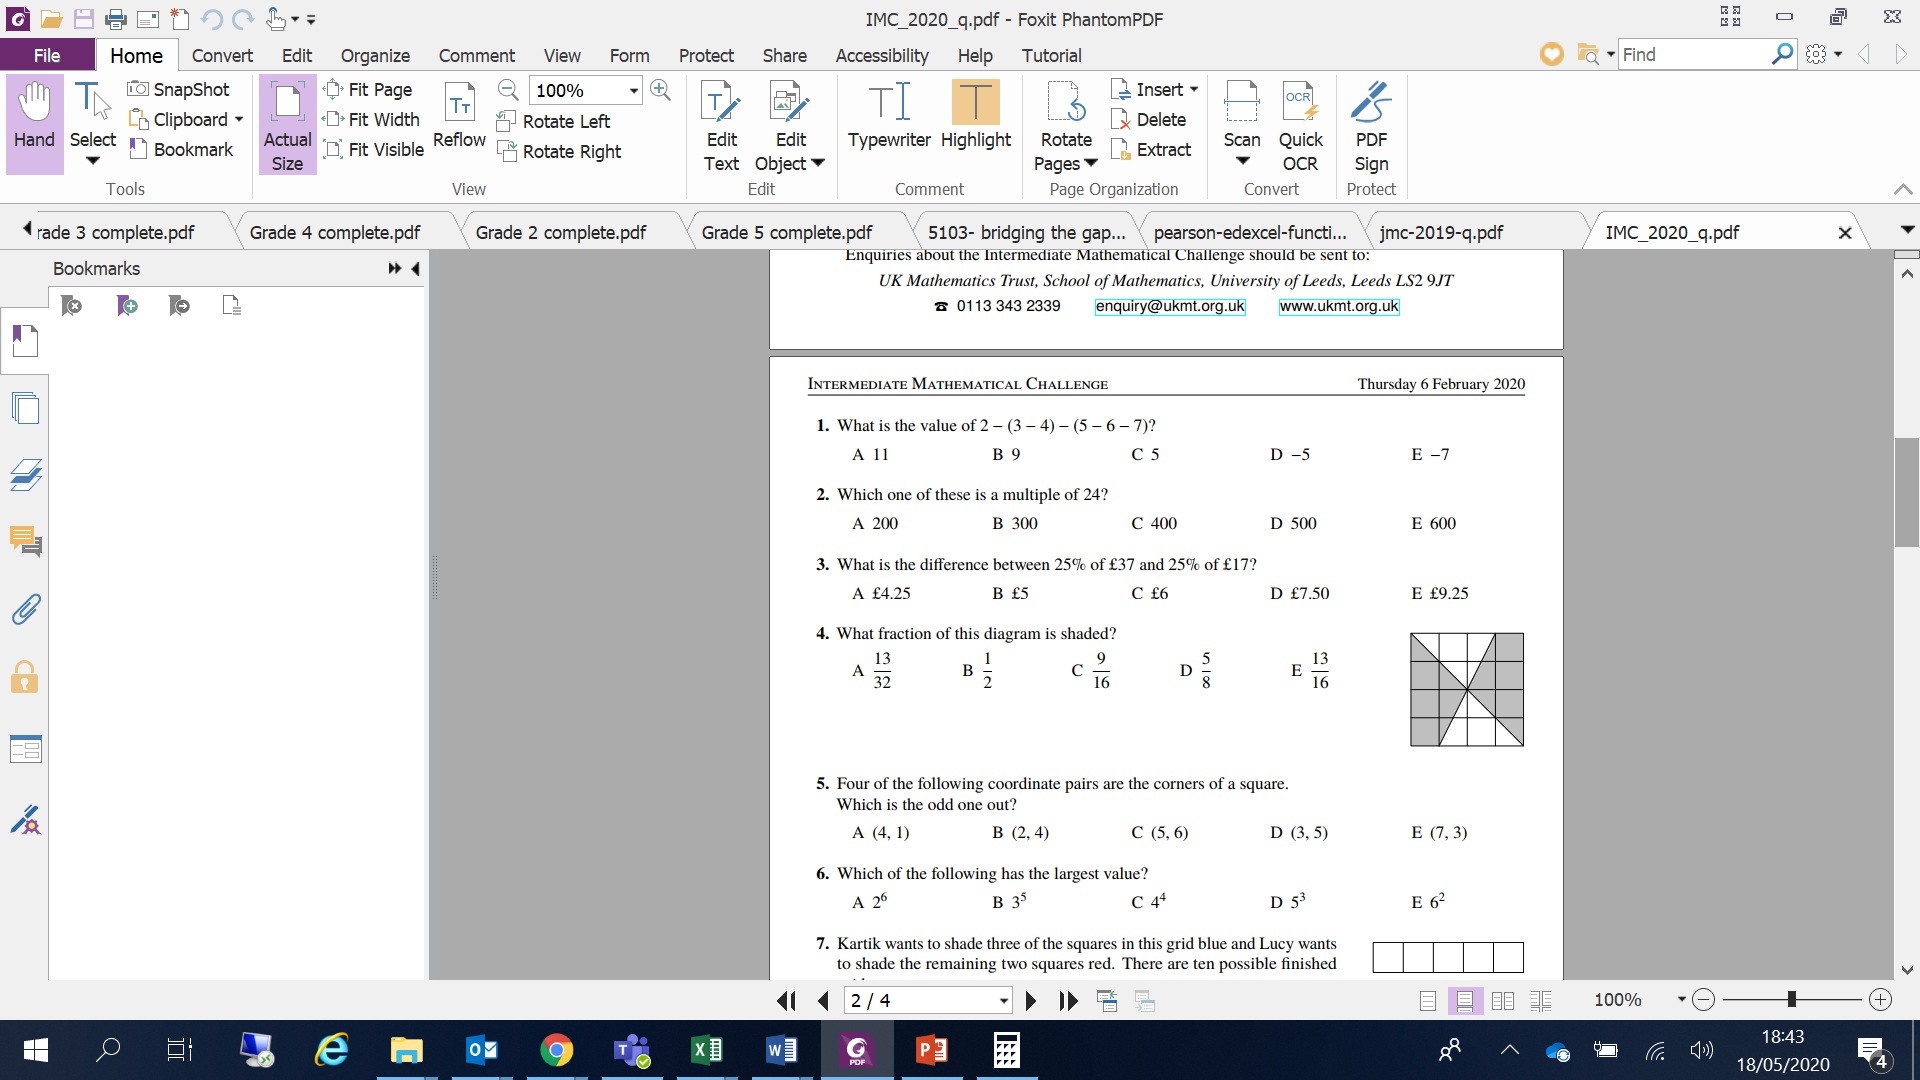 IMC_2020_q.pdf - Foxit PhantomPDF
File Home Convert Edit Organize Comment View Form Protect Share Accessibility Help Tutorial Find
Hand
Select
SnapShot
Clipboard
Bookmark
Tools
Actual Size
Fit Page
Fit Width
Fit Visible
Reflow
100%
Rotate Left
Rotate Right
View
Edit Text
Edit Object
Edit
Typewriter
Highlight
Comment
Rotate Pages
Insert
Delete
Extract
Page Organization
Scan
Quick OCR
Convert
PDF Sign
Protect
rade 3 complete.pdf Grade 4 complete.pdf Grade 2 complete.pdf Grade 5 complete.pdf 5103- bridging the gap... pearson-edexcel-functi... jmc-2019-q.pdf IMC_2020_q.pdf
Bookmarks
Enquiries about the Intermediate Mathematical Challenge should be sent to:
UK Mathematics Trust, School of Mathematics, University of Leeds, Leeds LS2 9JT
☎ 0113 343 2339 enquiry@ukmt.org.uk www.ukmt.org.uk
INTERMEDIATE MATHEMATICAL CHALLENGE Thursday 6 February 2020
1. What is the value of 2 – (3 – 4) – (5 – 6 – 7)?
A 11 B 9 C 5 D –5 E –7
2. Which one of these is a multiple of 24?
A 200 B 300 C 400 D 500 E 600
3. What is the difference between 25% of £37 and 25% of £17?
A £4.25 B £5 C £6 D £7.50 E £9.25
4. What fraction of this diagram is shaded?
A 13/32 B 1/2 C 9/16 D 5/8 E 13/16
5. Four of the following coordinate pairs are the corners of a square.
Which is the odd one out?
A (4, 1) B (2, 4) C (5, 6) D (3, 5) E (7, 3)
6. Which of the following has the largest value?
A 2⁶ B 3⁵ C 4⁴ D 5³ E 6²
7. Kartik wants to shade three of the squares in this grid blue and Lucy wants
to shade the remaining two squares red. There are ten possible finished
2 / 4 100%
18:43
18/05/2020
4